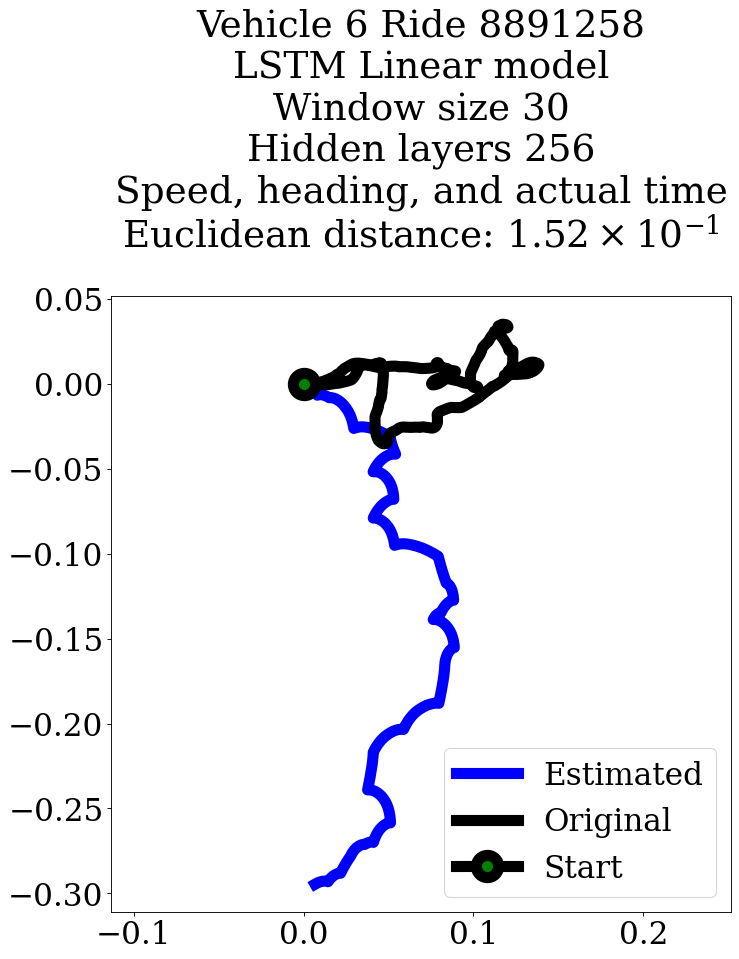 Vehicle 6 Ride 8891258
LSTM Linear model
Window size 30
Hidden layers 256
Speed, heading, and actual time
Euclidean distance: 1.52 × 10⁻¹
0.05
0.00
−0.05
−0.10
−0.15
−0.20
−0.25
−0.30
Estimated
Original
Start
−0.1
0.0
0.1
0.2